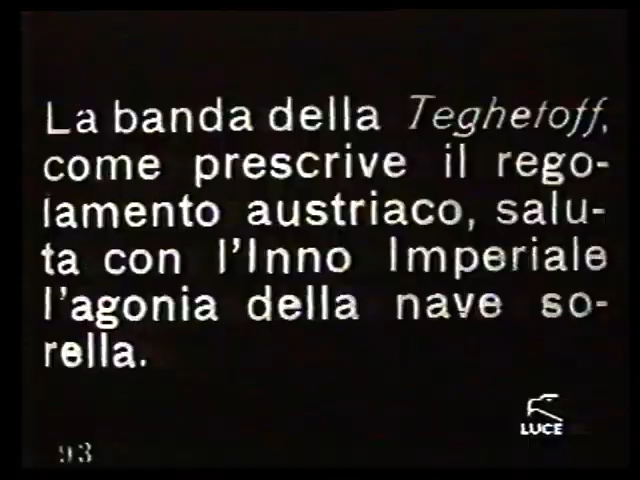 La banda della Teghetoff,
come prescrive il rego-
lamento austriaco, salu-
ta con l'Inno Imperiale
l'agonia della nave so-
rella.
LUCE
93